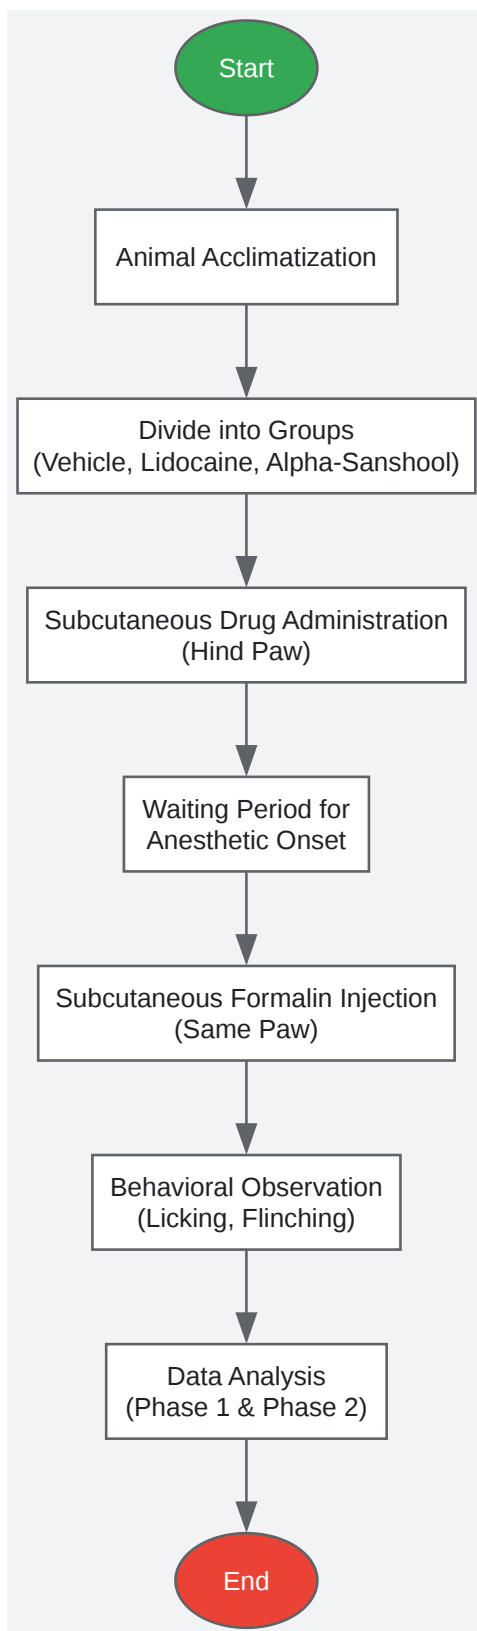 Start
Animal Acclimatization
Divide into Groups
(Vehicle, Lidocaine, Alpha-Sanshool)
Subcutaneous Drug Administration
(Hind Paw)
Waiting Period for
Anesthetic Onset
Subcutaneous Formalin Injection
(Same Paw)
Behavioral Observation
(Licking, Flinching)
Data Analysis
(Phase 1 & Phase 2)
End